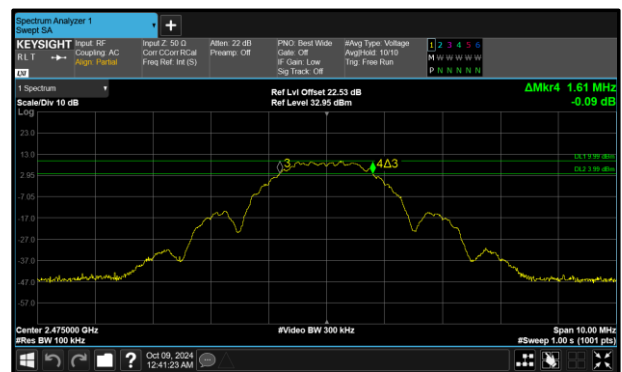 Spectrum Analyzer 1
Swept SA
KEYSIGHT Input: RF Input Z: 50 Ω Atten: 22 dB PNO: Best Wide #Avg Type: Voltage 1 2 3 4 5 6
RLT Coupling: AC Corr CCorr RCal Preamp: Off Gate: Off Avg|Hold: 10/10 M W W W W W
Align: Partial Freq Ref: Int (S) IF Gain: Low Trig: Free Run
LXI Sig Track: Off P N N N N N
1 Spectrum Ref Lvl Offset 22.53 dB ΔMkr4 1.61 MHz
Scale/Div 10 dB Ref Level 32.95 dBm -0.09 dB
Log
23.0
13.0 DL1 9.99 dBm
3 4Δ3
2.95 DL2 3.99 dBm
-7.05
-17.0
-27.0
-37.0
-47.0
-57.0
Center 2.475000 GHz #Video BW 300 kHz Span 10.00 MHz
#Res BW 100 kHz #Sweep 1.00 s (1001 pts)
? Oct 09, 2024
12:41:23 AM